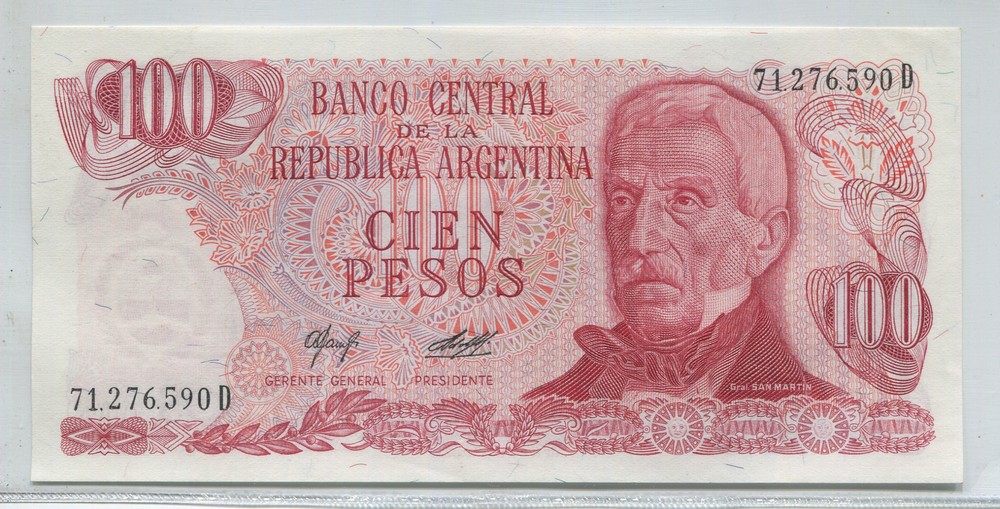 100
71.276.590 D
BANCO CENTRAL
DE LA
REPUBLICA ARGENTINA
100
CIEN
PESOS
100
GERENTE GENERAL PRESIDENTE
Gral. SAN MARTIN
71.276.590 D